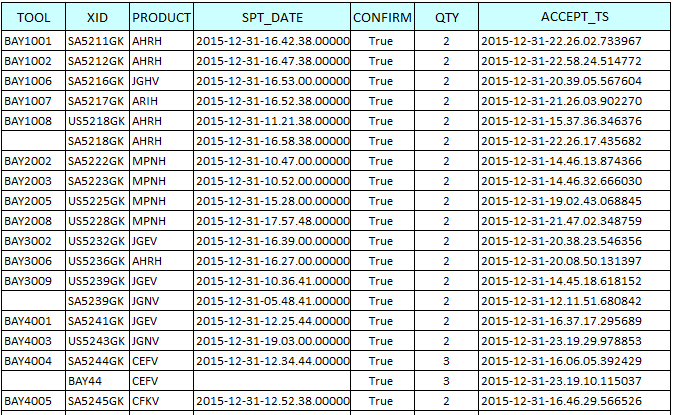 TOOL XID PRODUCT SPT_DATE CONFIRM QTY ACCEPT_TS
BAY1001 SA5211GK AHRH 2015-12-31-16.42.38.00000 True 2 2015-12-31-22.26.02.733967
BAY1002 SA5212GK AHRH 2015-12-31-16.47.38.00000 True 2 2015-12-31-22.58.24.514772
BAY1006 SA5216GK JGHV 2015-12-31-16.53.00.00000 True 2 2015-12-31-20.39.05.567604
BAY1007 SA5217GK ARIH 2015-12-31-16.52.38.00000 True 2 2015-12-31-21.26.03.902270
BAY1008 US5218GK AHRH 2015-12-31-11.21.38.00000 True 2 2015-12-31-15.37.36.346376
SA5218GK AHRH 2015-12-31-16.58.38.00000 True 2 2015-12-31-22.26.17.435682
BAY2002 SA5222GK MPNH 2015-12-31-10.47.00.00000 True 2 2015-12-31-14.46.13.874366
BAY2003 SA5223GK MPNH 2015-12-31-10.52.00.00000 True 2 2015-12-31-14.46.32.666030
BAY2005 US5225GK MPNH 2015-12-31-15.28.00.00000 True 2 2015-12-31-19.02.43.068845
BAY2008 US5228GK MPNH 2015-12-31-17.57.48.00000 True 2 2015-12-31-21.47.02.348759
BAY3002 US5232GK JGEV 2015-12-31-16.39.00.00000 True 2 2015-12-31-20.38.23.546356
BAY3006 US5236GK AHRH 2015-12-31-16.27.00.00000 True 2 2015-12-31-20.08.50.131397
BAY3009 US5239GK JGEV 2015-12-31-10.36.41.00000 True 2 2015-12-31-14.45.18.618152
SA5239GK JGNV 2015-12-31-05.48.41.00000 True 2 2015-12-31-12.11.51.680842
BAY4001 SA5241GK JGEV 2015-12-31-12.25.44.00000 True 2 2015-12-31-16.37.17.295689
BAY4003 US5243GK JGNV 2015-12-31-19.03.00.00000 True 2 2015-12-31-23.19.29.978853
BAY4004 SA5244GK CEFV 2015-12-31-12.34.44.00000 True 3 2015-12-31-16.06.05.392429
BAY44 CEFV True 3 2015-12-31-23.19.10.115037
BAY4005 SA5245GK CFKV 2015-12-31-12.52.38.00000 True 2 2015-12-31-16.46.29.566526